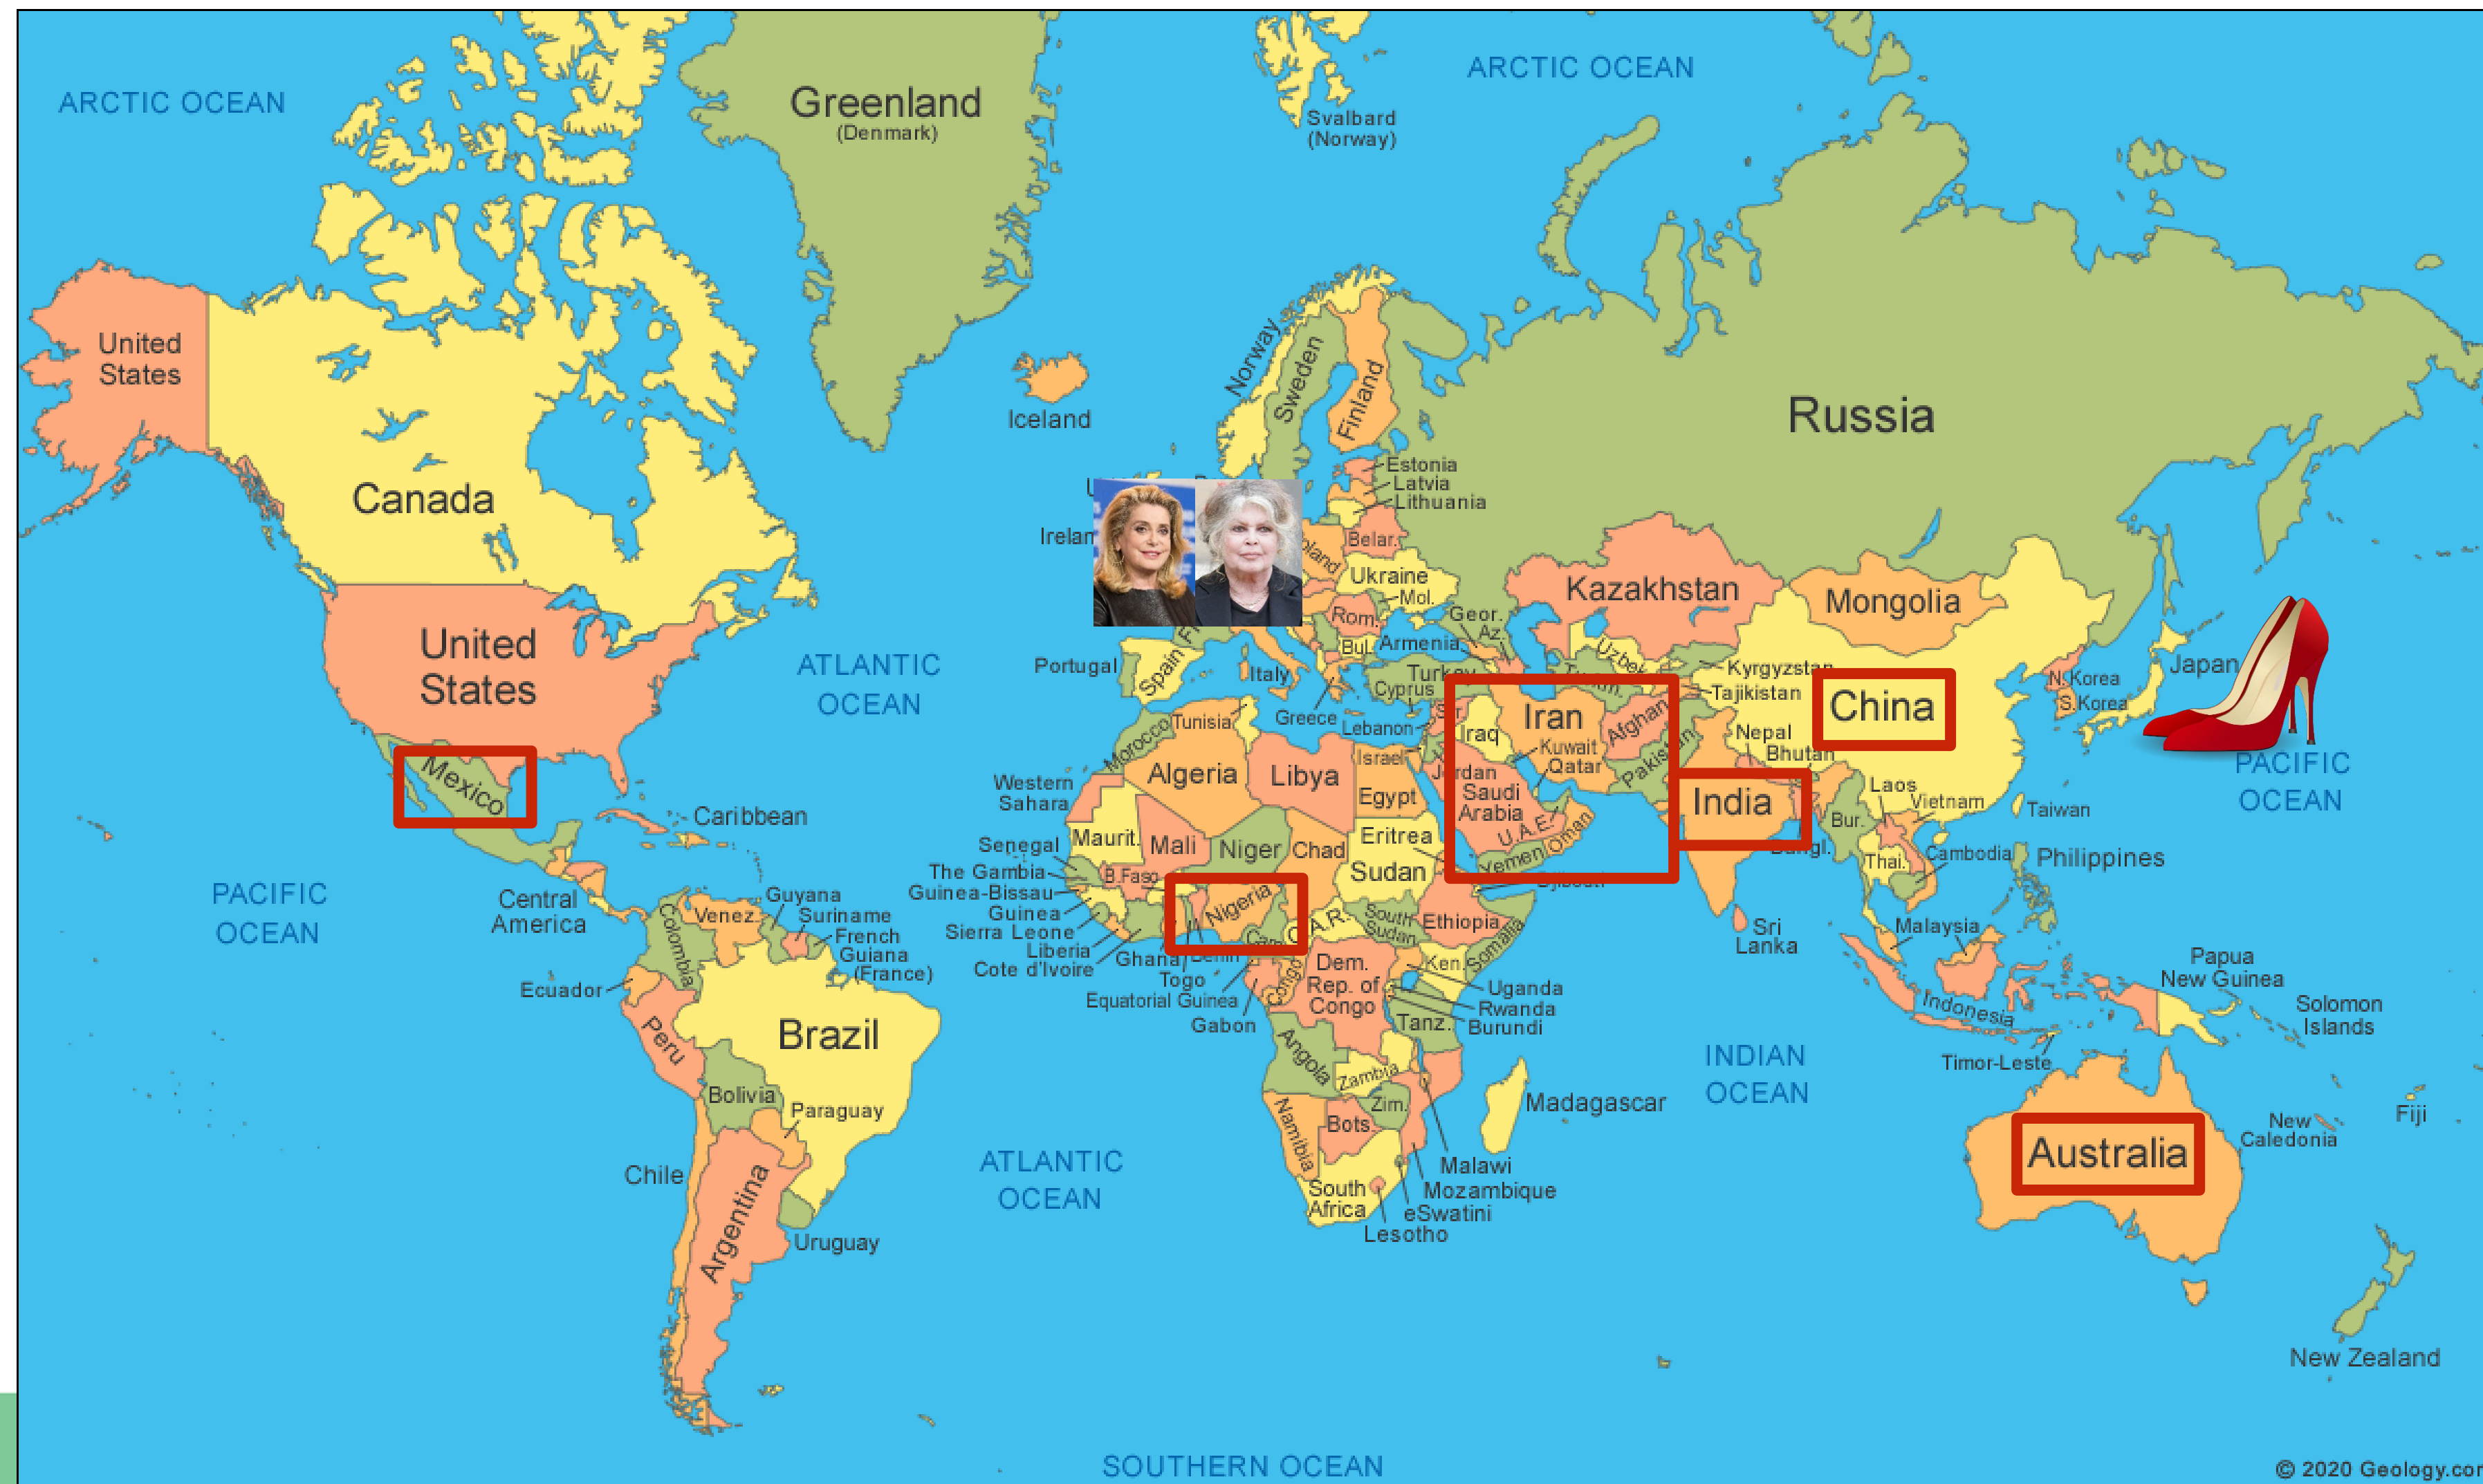 ARCTIC OCEAN
ARCTIC OCEAN
Greenland
(Denmark)
Svalbard
(Norway)
United
States
Canada
Iceland
Norway
Sweden
Finland
Russia
Estonia
Latvia
Lithuania
Belar.
Ukraine
Mol.
Rom.
Bul.
Geor.
Az.
Armenia
Kazakhstan
Mongolia
Uzbek.
Kyrgyzstan
Tajikistan
China
N. Korea
S. Korea
Japan
PACIFIC
OCEAN
United
States
ATLANTIC
OCEAN
Portugal
Spain
Italy
Greece
Cyprus
Lebanon
Iraq
Iran
Kuwait
Qatar
Nepal
Bhutan
India
Laos
Vietnam
Taiwan
Bur.
Thai.
Cambodia
Philippines
Mexico
Caribbean
Central
America
PACIFIC
OCEAN
Morocco
Tunisia
Algeria
Libya
Israel
Egypt
Jordan
Saudi
Arabia
U.A.E.
Oman
Yemen
Western
Sahara
Maurit.
Mali
Niger
Chad
Eritrea
Sudan
Senegal
The Gambia
Guinea-Bissau
Guinea
Sierra Leone
Liberia
Cote d'Ivoire
B.Faso
Ghana
Togo
Nigeria
Equatorial Guinea
Gabon
Congo
South
Sudan
Ethiopia
Somalia
Ken.
Uganda
Rwanda
Burundi
Dem.
Rep. of
Congo
Tanz.
Angola
Zambia
Zim.
Namibia
Bots.
South
Africa
Malawi
Mozambique
eSwatini
Lesotho
Madagascar
INDIAN
OCEAN
Sri
Lanka
Malaysia
Indonesia
Timor-Leste
Papua
New Guinea
Solomon
Islands
Australia
New
Caledonia
Fiji
New Zealand
Guyana
Suriname
French
Guiana
(France)
Venez.
Colombia
Ecuador
Peru
Brazil
Bolivia
Paraguay
Chile
Argentina
Uruguay
ATLANTIC
OCEAN
SOUTHERN OCEAN
© 2020 Geology.com